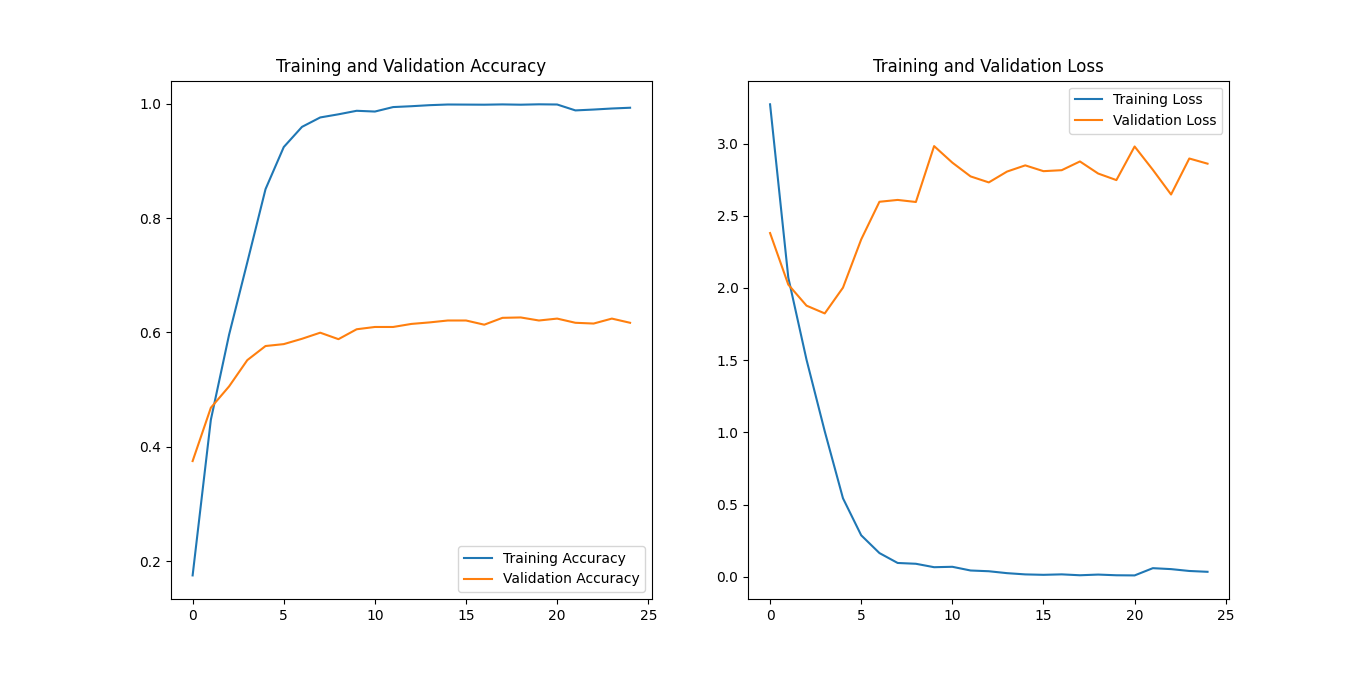 Training and Validation Accuracy
1.0
0.8
0.6
0.4
0.2
0 5 10 15 20 25
Training Accuracy
Validation Accuracy
Training and Validation Loss
3.0
2.5
2.0
1.5
1.0
0.5
0.0
0 5 10 15 20 25
Training Loss
Validation Loss